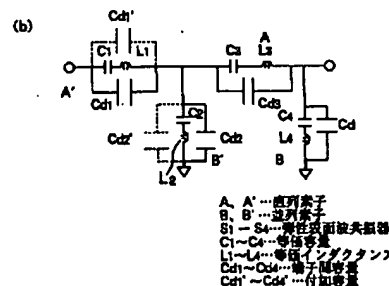 (b)
Cd1'
C1 L1
A'
Cd1
C3 A L3
Cd3
C2
Cd2' Cd2
L2 B'
C4
Cd
L4
B
A、A'…直列素子
B、B'…並列素子
S1～S4…弾性表面波共振器
C1～C4…等価容量
L1～L4…等価インダクタンス
Cd1～Cd4…端子間容量
Cd1'～Cd4'…付加容量